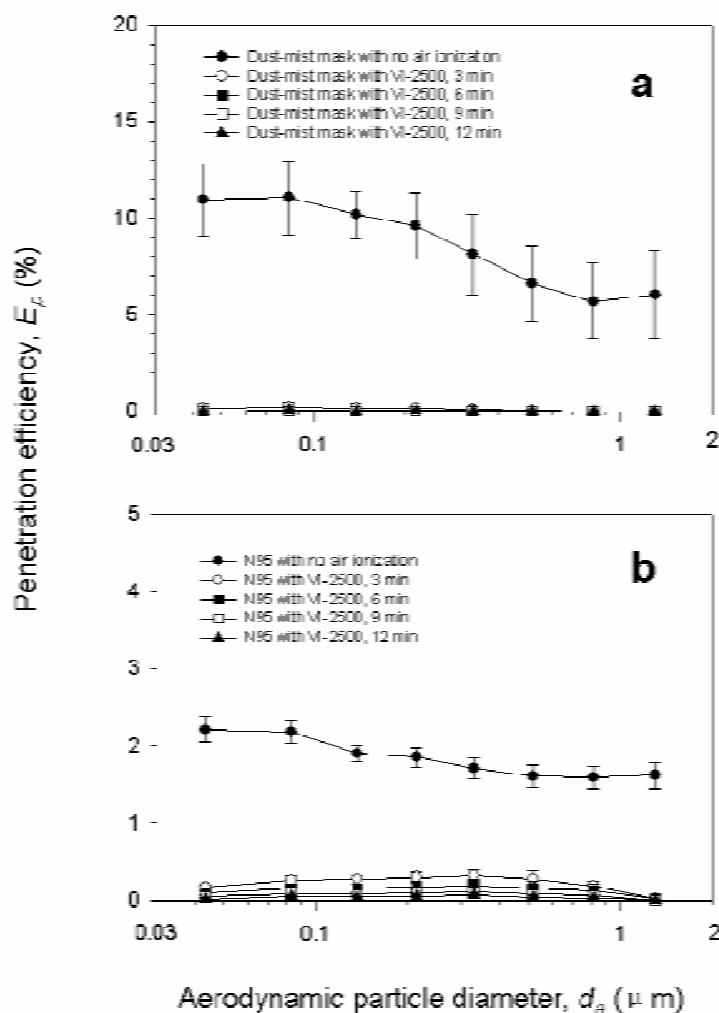 20
15
10
5
0
0.03
0.1
1
2
a
Dust-mist mask with no air ionization
Dust-mist mask with VI-2500, 3 min
Dust-mist mask with VI-2500, 6 min
Dust-mist mask with VI-2500, 9 min
Dust-mist mask with VI-2500, 12 min
Penetration efficiency, Ep (%)
5
4
3
2
1
0
0.03
0.1
1
2
b
N95 with no air ionization
N95 with VI-2500, 3 min
N95 with VI-2500, 6 min
N95 with VI-2500, 9 min
N95 with VI-2500, 12 min
Aerodynamic particle diameter, da (μm)